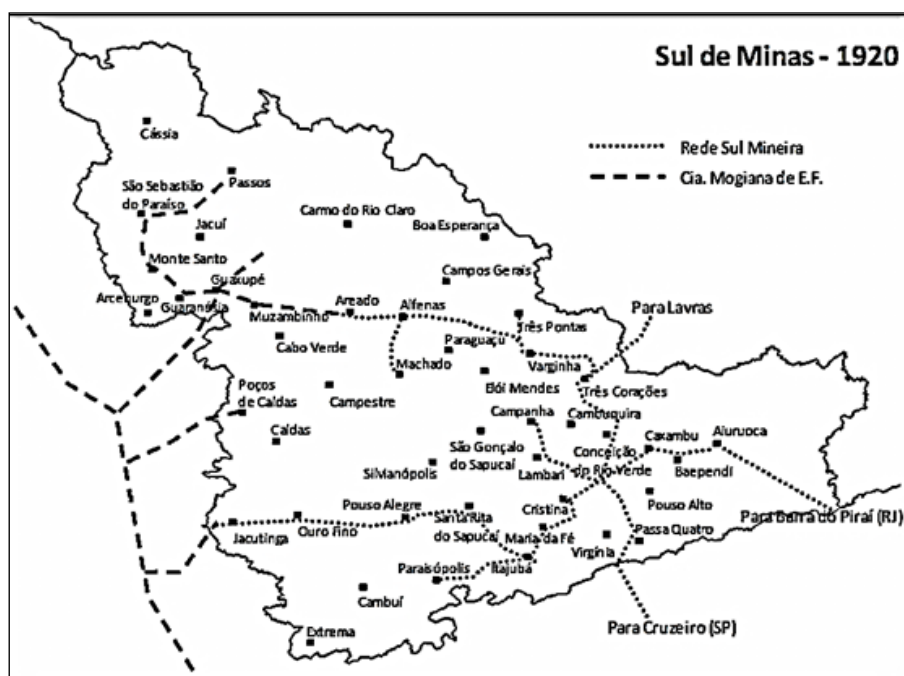 Sul de Minas - 1920
Rede Sul Mineira
Cia. Mogiana de E.F.
Cássia
Passos
São Sebastião
do Paraíso
Jacuí
Carmo do Rio Claro
Boa Esperança
Monte Santo
Guaxupé
Campos Gerais
Arceburgo
Guaranésia
Muzambinho
Areado
Alfenas
Três Pontas
Para Lavras
Cabo Verde
Paraguaçu
Varginha
Machado
Elói Mendes
Três Corações
Poços
de Caldas
Campestre
Campanha
Cambuquira
Caldas
São Gonçalo
do Sapucaí
Conceição
do Rio Verde
Caxambu
Aiuruoca
Baependi
Silvianópolis
Lambari
Pouso Alegre
Cristina
Pouso Alto
Jacutinga
Ouro Fino
Santa Rita
do Sapucaí
Maria da Fé
Virgínia
Passa Quatro
Para Barra do Piraí (RJ)
Paraisópolis
Itajubá
Cambuí
Para Cruzeiro (SP)
Extrema